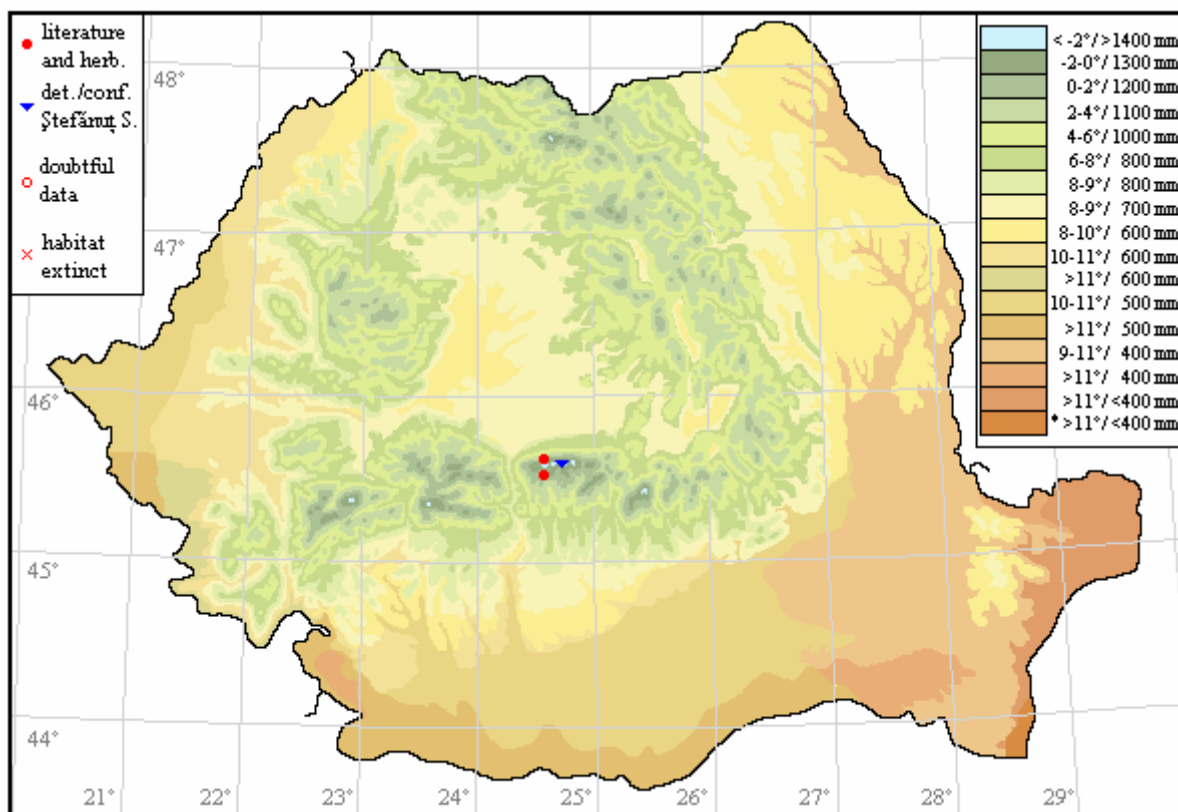 literature
and herb.
det./conf.
Ştefănuţ S.
doubtful
data
habitat
extinct
< -2°/>1400 mm
-2-0°/ 1300 mm
0-2°/ 1200 mm
2-4°/ 1100 mm
4-6°/ 1000 mm
6-8°/ 800 mm
8-9°/ 800 mm
8-9°/ 700 mm
8-10°/ 600 mm
10-11°/ 600 mm
>11°/ 600 mm
10-11°/ 500 mm
>11°/ 500 mm
9-11°/ 400 mm
>11°/ 400 mm
>11°/<400 mm
* >11°/<400 mm
48°
47°
46°
46°
45°
45°
44°
44°
21°
22°
23°
24°
25°
26°
27°
28°
29°